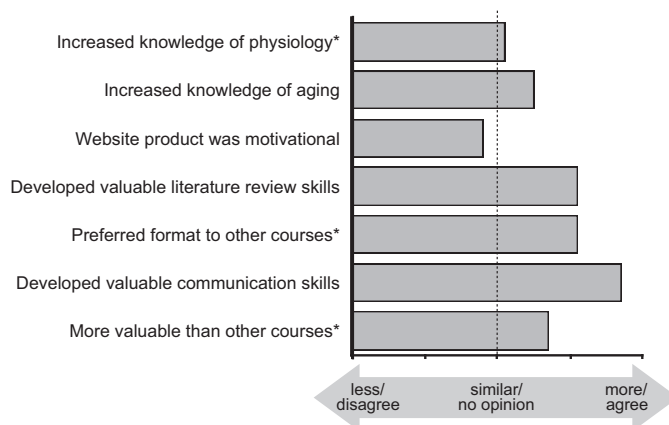 Increased knowledge of physiology*
Increased knowledge of aging
Website product was motivational
Developed valuable literature review skills
Preferred format to other courses*
Developed valuable communication skills
More valuable than other courses*
less/ similar/ more/
disagree no opinion agree